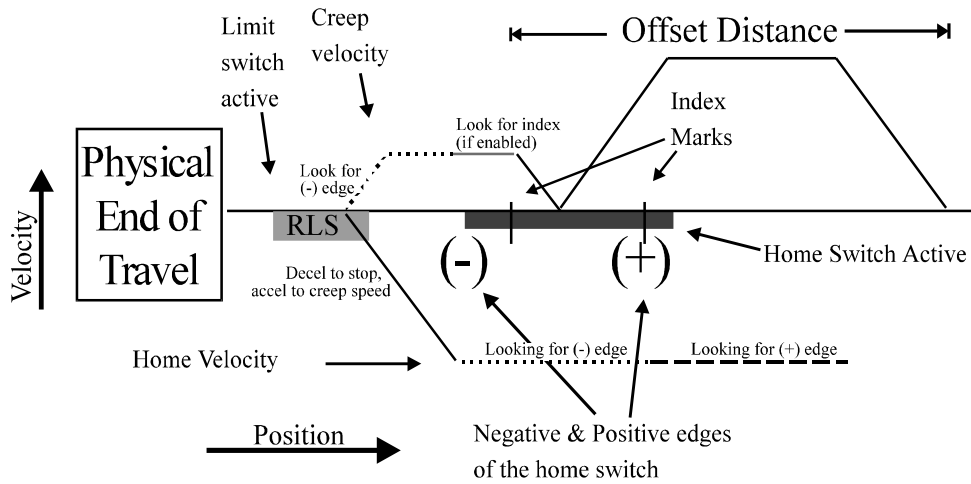 Limit
switch
active
Creep
velocity
Offset Distance
Index
Marks
Look for index
(if enabled)
Look for
(-) edge
Physical
End of
Travel
Velocity
RLS
(-)
(+)
Home Switch Active
Decel to stop,
accel to creep speed
Home Velocity
Looking for (-) edge
Looking for (+) edge
Position
Negative & Positive edges
of the home switch